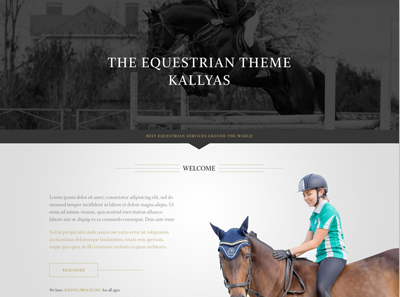 THE EQUESTRIAN THEME
KALLYAS
BEST EQUESTRIAN SERVICES AROUND THE WORLD
WELCOME
Lorem ipsum dolor sit amet, consectetur adipiscing elit, sed do
eiusmod tempor incididunt ut labore et dolore magna aliqua. Ut
enim ad minim veniam, quis nostrud exercitation ullamco
laboris nisi ut aliquip ex ea commodo consequat. Duis aute irure
Sed ut perspiciatis unde omnis iste natus error sit voluptatem
accusantium doloremque laudantium, totam rem aperiam,
eaque ipsa quae ab illo inventore veritatis et quasi architecto
READ MORE
We have RIDING PROGRAMS for all ages